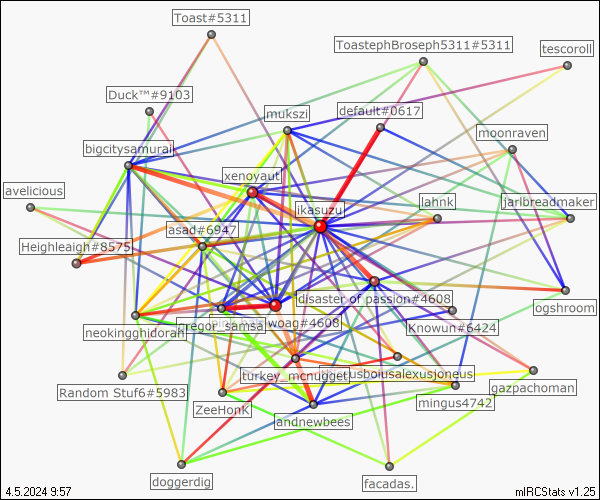 Toast#5311
ToastephBroseph5311#5311
tescoroll
Duck™#9103
mukszi
default#0617
moonraven
bigcitysamurai
xenoyaut
avelicious
ikasuzu
lahnk
jarlbreadmaker
asad#6947
Heighleigh#8575
disaster of passion#4608
ogshroom
neokingghidorah
gregor_samsa
woag#4608
Knowun#6424
turkey_mcnugget
usboiusalexusjoneus
Random Stuf6#5983
gazpachoman
ZeeHonK
mingus4742
andnewbees
doggerdig
facadas.
4.5.2024 9:57
mIRCStats v1.25